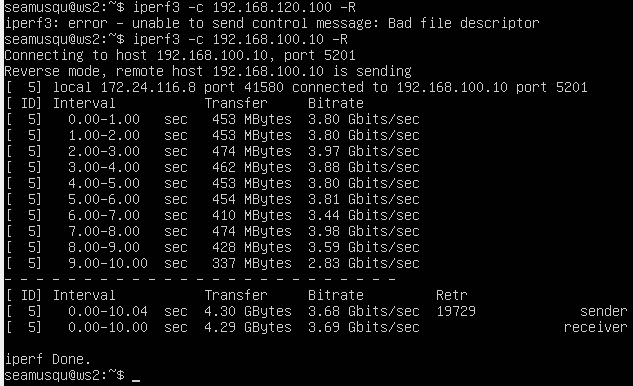 seamusqu@ws2:~$ iperf3 -c 192.168.120.100 -R
iperf3: error - unable to send control message: Bad file descriptor
seamusqu@ws2:~$ iperf3 -c 192.168.100.10 -R
Connecting to host 192.168.100.10, port 5201
Reverse mode, remote host 192.168.100.10 is sending
[  5] local 172.24.116.8 port 41580 connected to 192.168.100.10 port 5201
[ ID] Interval           Transfer     Bitrate
[  5]   0.00-1.00   sec   453 MBytes  3.80 Gbits/sec
[  5]   1.00-2.00   sec   453 MBytes  3.80 Gbits/sec
[  5]   2.00-3.00   sec   474 MBytes  3.97 Gbits/sec
[  5]   3.00-4.00   sec   462 MBytes  3.88 Gbits/sec
[  5]   4.00-5.00   sec   453 MBytes  3.80 Gbits/sec
[  5]   5.00-6.00   sec   454 MBytes  3.81 Gbits/sec
[  5]   6.00-7.00   sec   410 MBytes  3.44 Gbits/sec
[  5]   7.00-8.00   sec   474 MBytes  3.98 Gbits/sec
[  5]   8.00-9.00   sec   428 MBytes  3.59 Gbits/sec
[  5]   9.00-10.00  sec   337 MBytes  2.83 Gbits/sec
- - - - - - - - - - - - - - - - - - - - - - - - -
[ ID] Interval           Transfer     Bitrate         Retr
[  5]   0.00-10.04  sec  4.30 GBytes  3.68 Gbits/sec  19729             sender
[  5]   0.00-10.00  sec  4.29 GBytes  3.69 Gbits/sec                  receiver
iperf Done.
seamusqu@ws2:~$ _